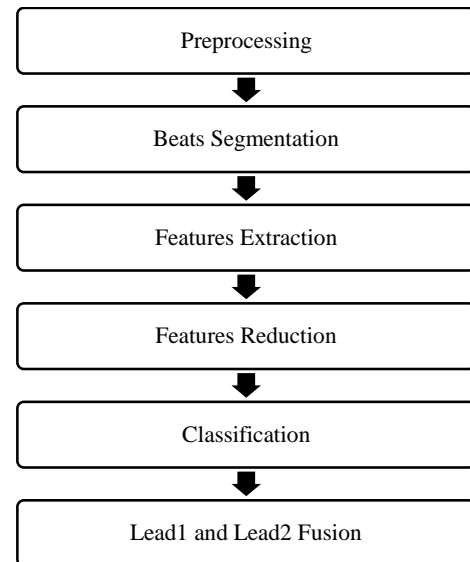 Preprocessing
Beats Segmentation
Features Extraction
Features Reduction
Classification
Lead1 and Lead2 Fusion